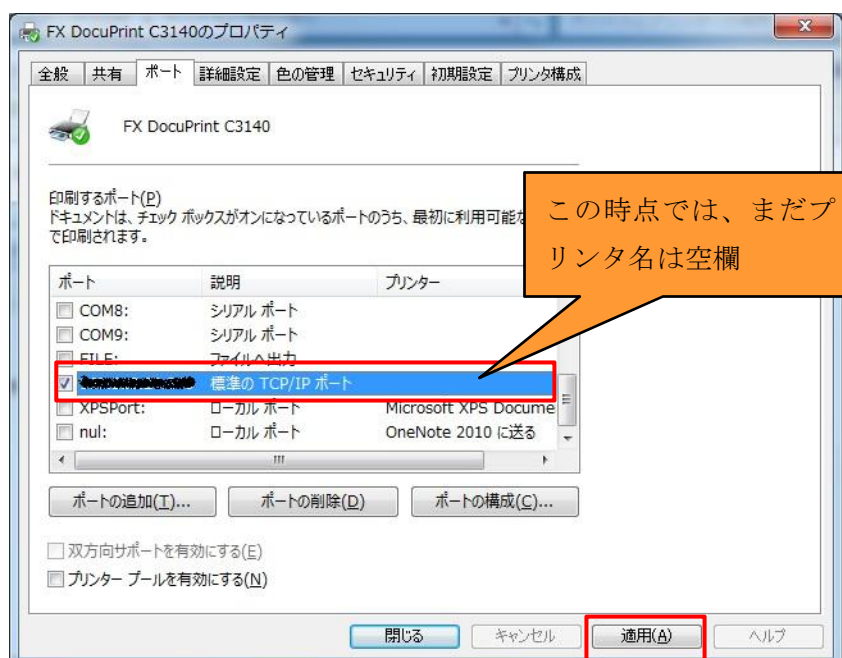 FX DocuPrint C3140のプロパティ
全般 共有 ポート 詳細設定 色の管理 セキュリティ 初期設定 プリンタ構成
FX DocuPrint C3140
印刷するポート(P)
ドキュメントは、チェック ボックスがオンになっているポートのうち、最初に利用可能な
で印刷されます。
この時点では、まだプ
リンタ名は空欄
ポート 説明 プリンター
COM8: シリアル ポート
COM9: シリアル ポート
FILE: ファイルへ出力
標準の TCP/IP ポート
XPSPort: ローカル ポート Microsoft XPS Docume
nul: ローカル ポート OneNote 2010 に送る
ポートの追加(T)... ポートの削除(D) ポートの構成(C)...
双方向サポートを有効にする(E)
プリンター プールを有効にする(N)
閉じる キャンセル 適用(A) ヘルプ